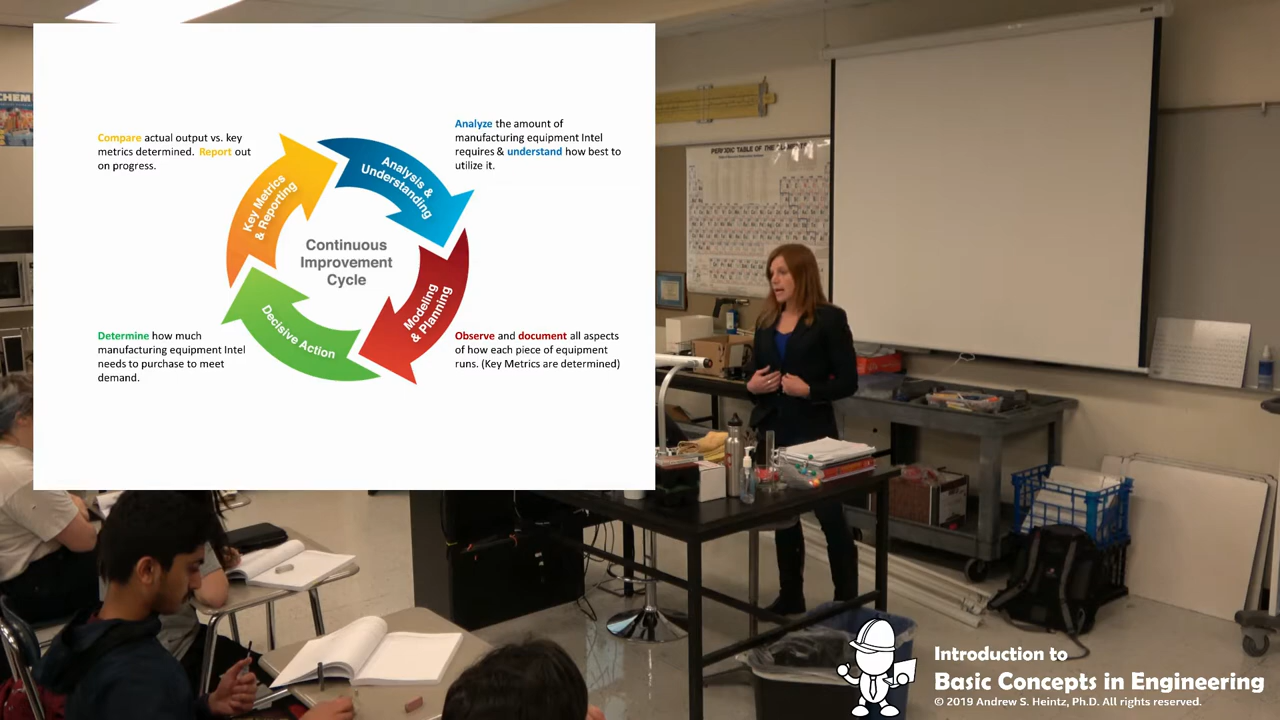 CHEM
Compare actual output vs. key
metrics determined. Report out
on progress.
Analyze the amount of
manufacturing equipment Intel
requires & understand how best to
utilize it.
Key Metrics
& Reporting
Analysis &
Understanding
Continuous
Improvement
Cycle
Modeling
& Planning
Decisive Action
Determine how much
manufacturing equipment Intel
needs to purchase to meet
demand.
Observe and document all aspects
of how each piece of equipment
runs. (Key Metrics are determined)
PERIODIC TABLE OF THE
Introduction to
Basic Concepts in Engineering
© 2019 Andrew S. Heintz, Ph.D. All rights reserved.